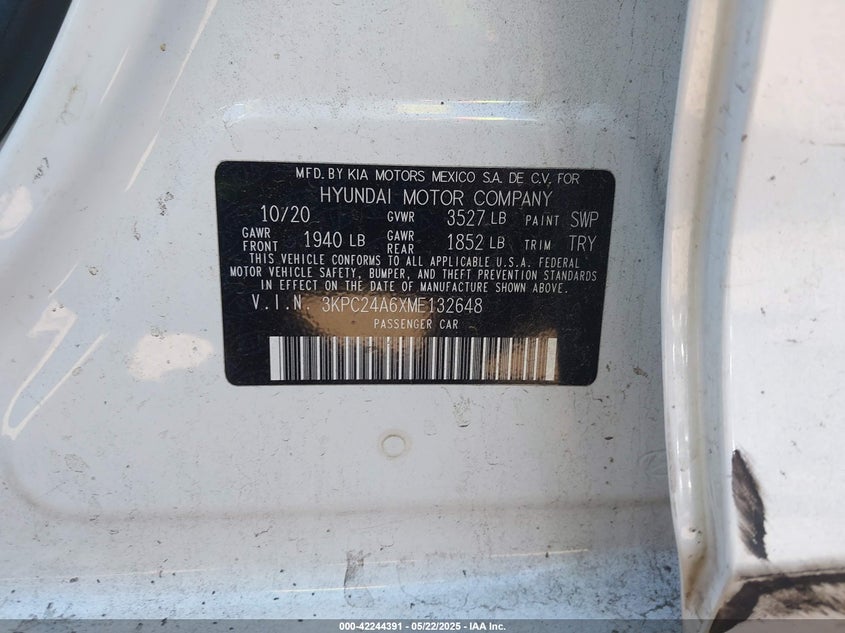 MFD. BY KIA MOTORS MEXICO S.A. DE C.V. FOR
HYUNDAI MOTOR COMPANY
10/20 GVWR 3527 LB PAINT SWP
GAWR FRONT 1940 LB GAWR REAR 1852 LB TRIM TRY
THIS VEHICLE CONFORMS TO ALL APPLICABLE U.S.A. FEDERAL
MOTOR VEHICLE SAFETY, BUMPER, AND THEFT PREVENTION STANDARDS
IN EFFECT ON THE DATE OF MANUFACTURE SHOWN ABOVE.
V.I.N. 3KPC24A6XME132648
PASSENGER CAR
000-42244391 - 05/22/2025 - IAA Inc.